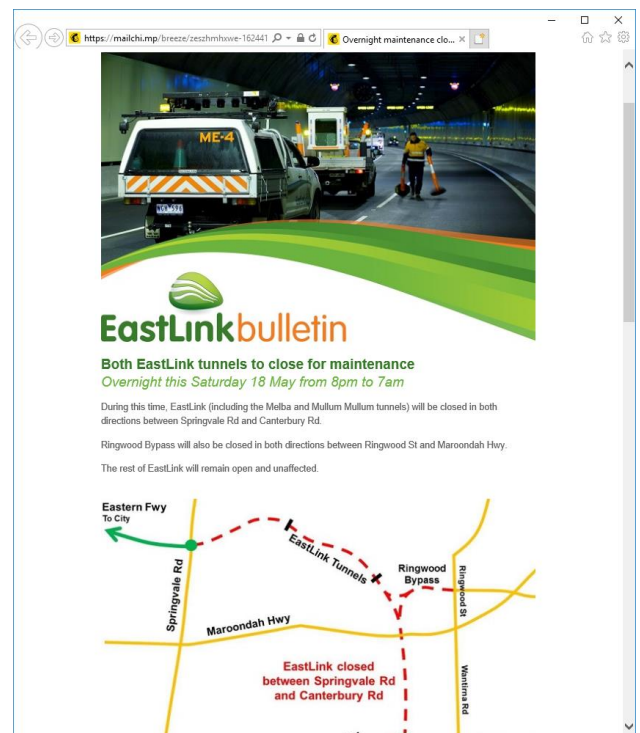 https://mailchi.mp/breeze/zeszhmhxwe-162441
Overnight maintenance clo...
ME-4
EastLinkbulletin
Both EastLink tunnels to close for maintenance
Overnight this Saturday 18 May from 8pm to 7am
During this time, EastLink (including the Melba and Mullum Mullum tunnels) will be closed in both
directions between Springvale Rd and Canterbury Rd.
Ringwood Bypass will also be closed in both directions between Ringwood St and Maroondah Hwy.
The rest of EastLink will remain open and unaffected.
Eastern Fwy
To City
EastLink Tunnels
Ringwood
Bypass
Ringwood St
Springvale Rd
Maroondah Hwy
EastLink closed
between Springvale Rd
and Canterbury Rd
Wantirna Rd